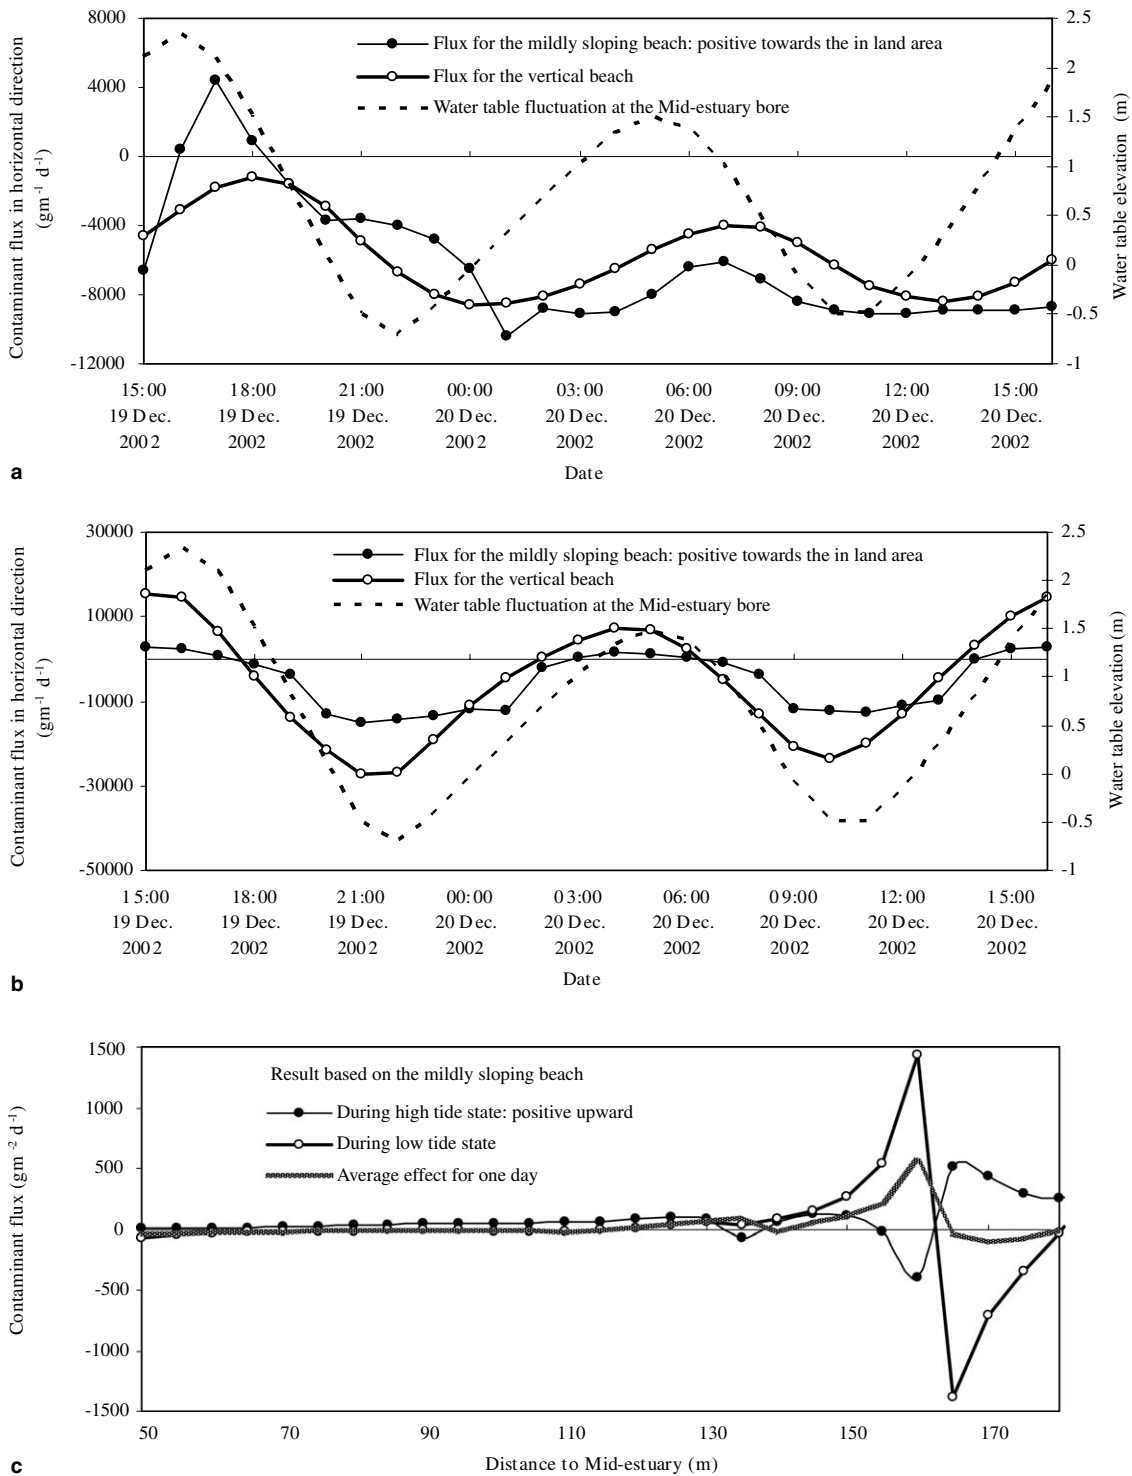 8000
4000
0
-4000
-8000
-12000
Contaminant flux in horizontal direction
(gm⁻¹ d⁻¹)
Flux for the mildly sloping beach: positive towards the in land area
Flux for the vertical beach
Water table fluctuation at the Mid-estuary bore
2.5
2
1.5
1
0.5
0
-0.5
-1
Water table elevation (m)
15:00 18:00 21:00 00:00 03:00 06:00 09:00 12:00 15:00
19 Dec. 19 Dec. 19 Dec. 20 Dec. 20 Dec. 20 Dec. 20 Dec. 20 Dec. 20 Dec.
2002 2002 2002 2002 2002 2002 2002 2002 2002
Date
a
30000
10000
-10000
-30000
-50000
Contaminant flux in horizontal direction
(gm⁻¹ d⁻¹)
Flux for the mildly sloping beach: positive towards the in land area
Flux for the vertical beach
Water table fluctuation at the Mid-estuary bore
2.5
2
1.5
1
0.5
0
-0.5
-1
Water table elevation (m)
15:00 18:00 21:00 00:00 03:00 06:00 09:00 12:00 15:00
19 Dec. 19 Dec. 19 Dec. 20 Dec. 20 Dec. 20 Dec. 20 Dec. 20 Dec. 20 Dec.
2002 2002 2002 2002 2002 2002 2002 2002 2002
Date
b
1500
1000
500
0
-500
-1000
-1500
Contaminant flux (gm⁻² d⁻¹)
Result based on the mildly sloping beach
During high tide state: positive upward
During low tide state
Average effect for one day
50 70 90 110 130 150 170
Distance to Mid-estuary (m)
c